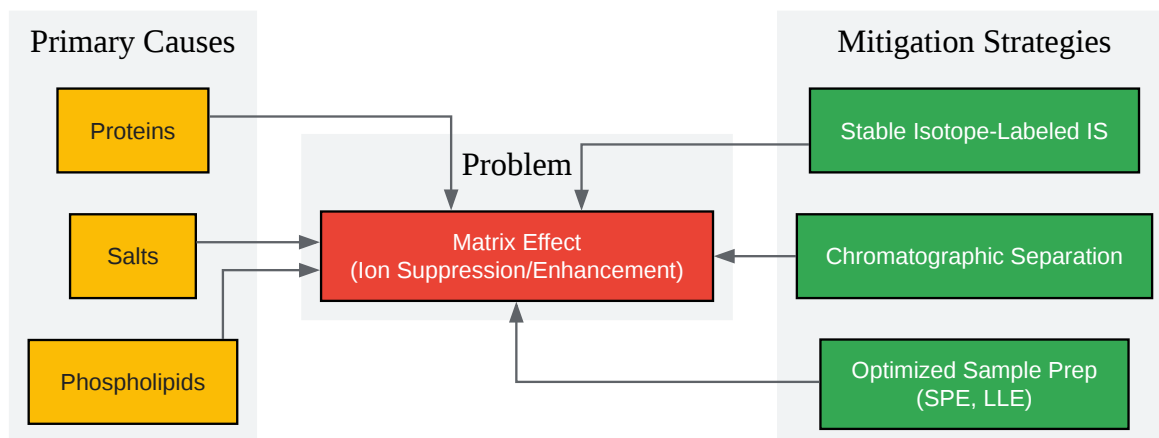 Primary Causes
Proteins
Salts
Phospholipids
Problem
Matrix Effect
(Ion Suppression/Enhancement)
Mitigation Strategies
Stable Isotope-Labeled IS
Chromatographic Separation
Optimized Sample Prep
(SPE, LLE)